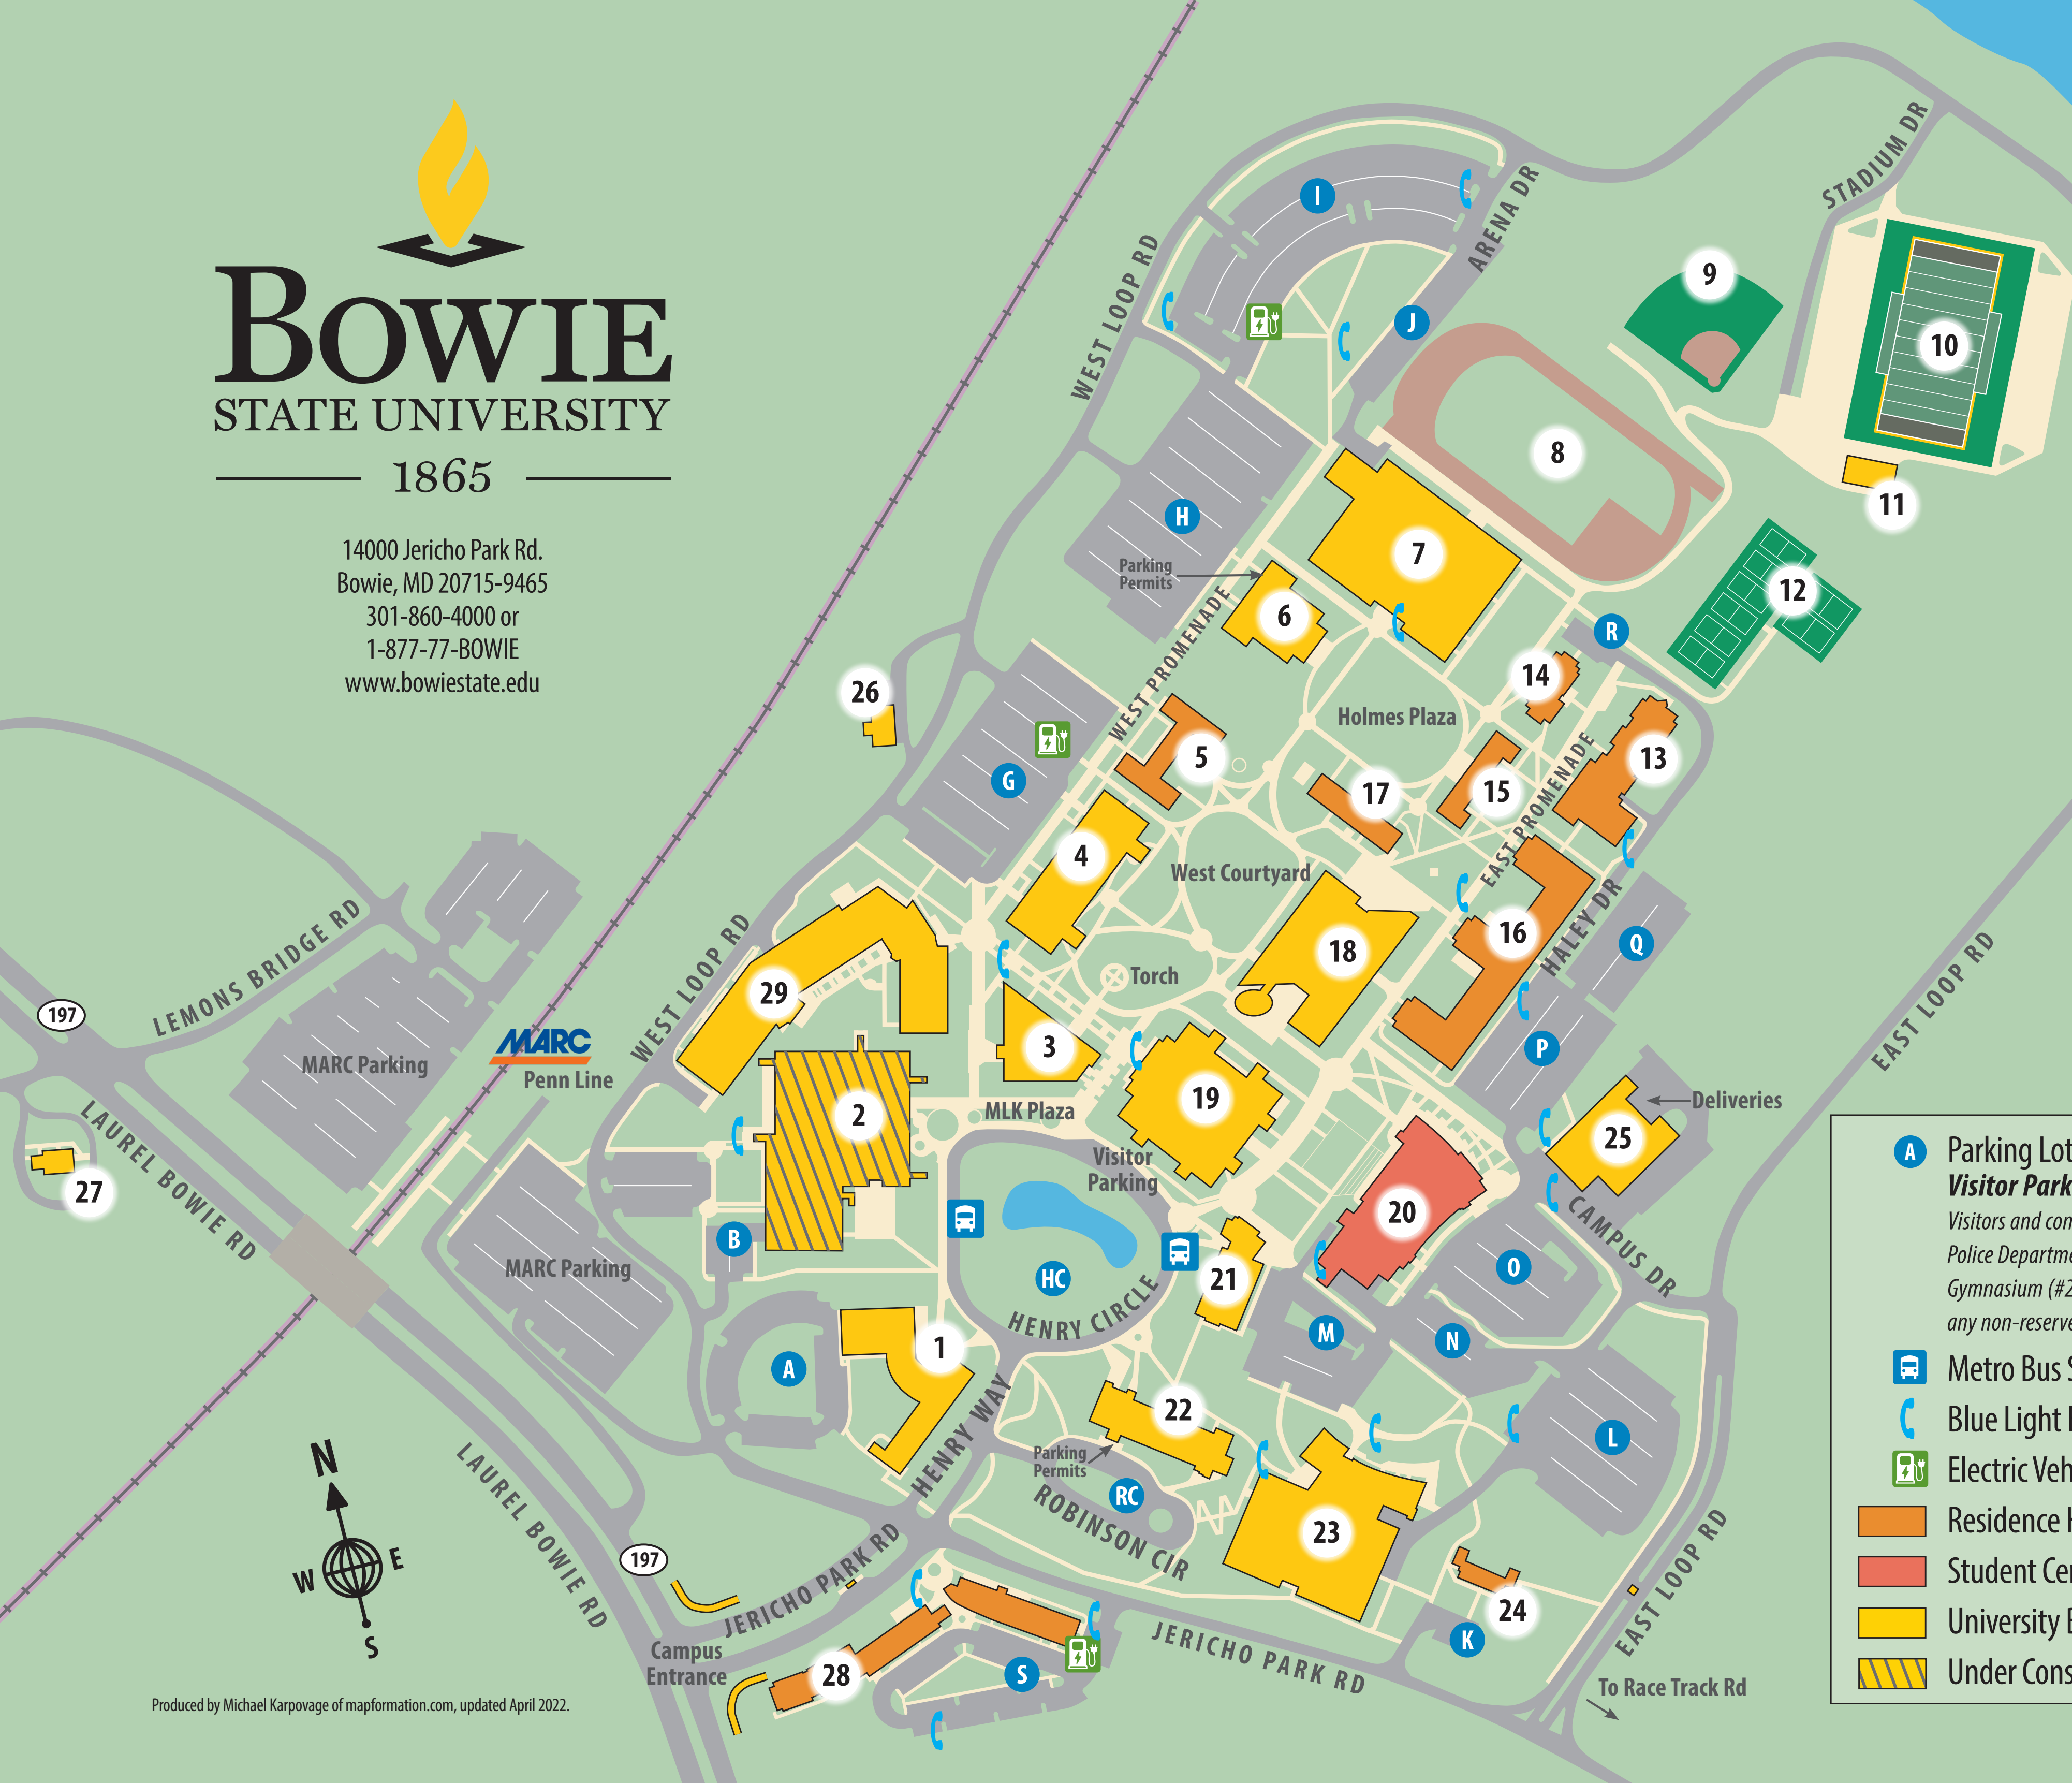 BOWIE
STATE UNIVERSITY
1865
14000 Jericho Park Rd.
Bowie, MD 20715-9465
301-860-4000 or
1-877-77-BOWIE
www.bowiestate.edu
STADIUM DR
I
ARENA DR
WEST LOOP RD
J
9
10
8
11
H
7
Parking
Permits
12
6
R
WEST PROMENADE
14
26
Holmes Plaza
13
5
G
17
15
EAST PROMENADE
4
West Courtyard
16
HALEY DR
Q
LEMONS BRIDGE RD
18
WEST LOOP RD
29
Torch
EAST LOOP RD
197
MARC
Penn Line
MARC Parking
3
P
19
Deliveries
2
MLK Plaza
25
LAUREL BOWIE RD
Visitor
Parking
27
20
CAMPUS DR
B
MARC Parking
HC
21
O
HENRY CIRCLE
M
N
1
A
HENRY WAY
22
L
Parking
Permits
RC
ROBINSON CIR
23
N
W
E
S
LAUREL BOWIE RD
197
JERICHO PARK RD
24
EAST LOOP RD
K
Campus
Entrance
28
S
JERICHO PARK RD
To Race Track Rd
A
Parking Lot
Visitor Park
Visitors and con
Police Departme
Gymnasium (#2
any non-reserve
Metro Bus S
Blue Light
Electric Veh
Residence
Student Cen
University
Under Cons
Produced by Michael Karpovage of mapformation.com, updated April 2022.